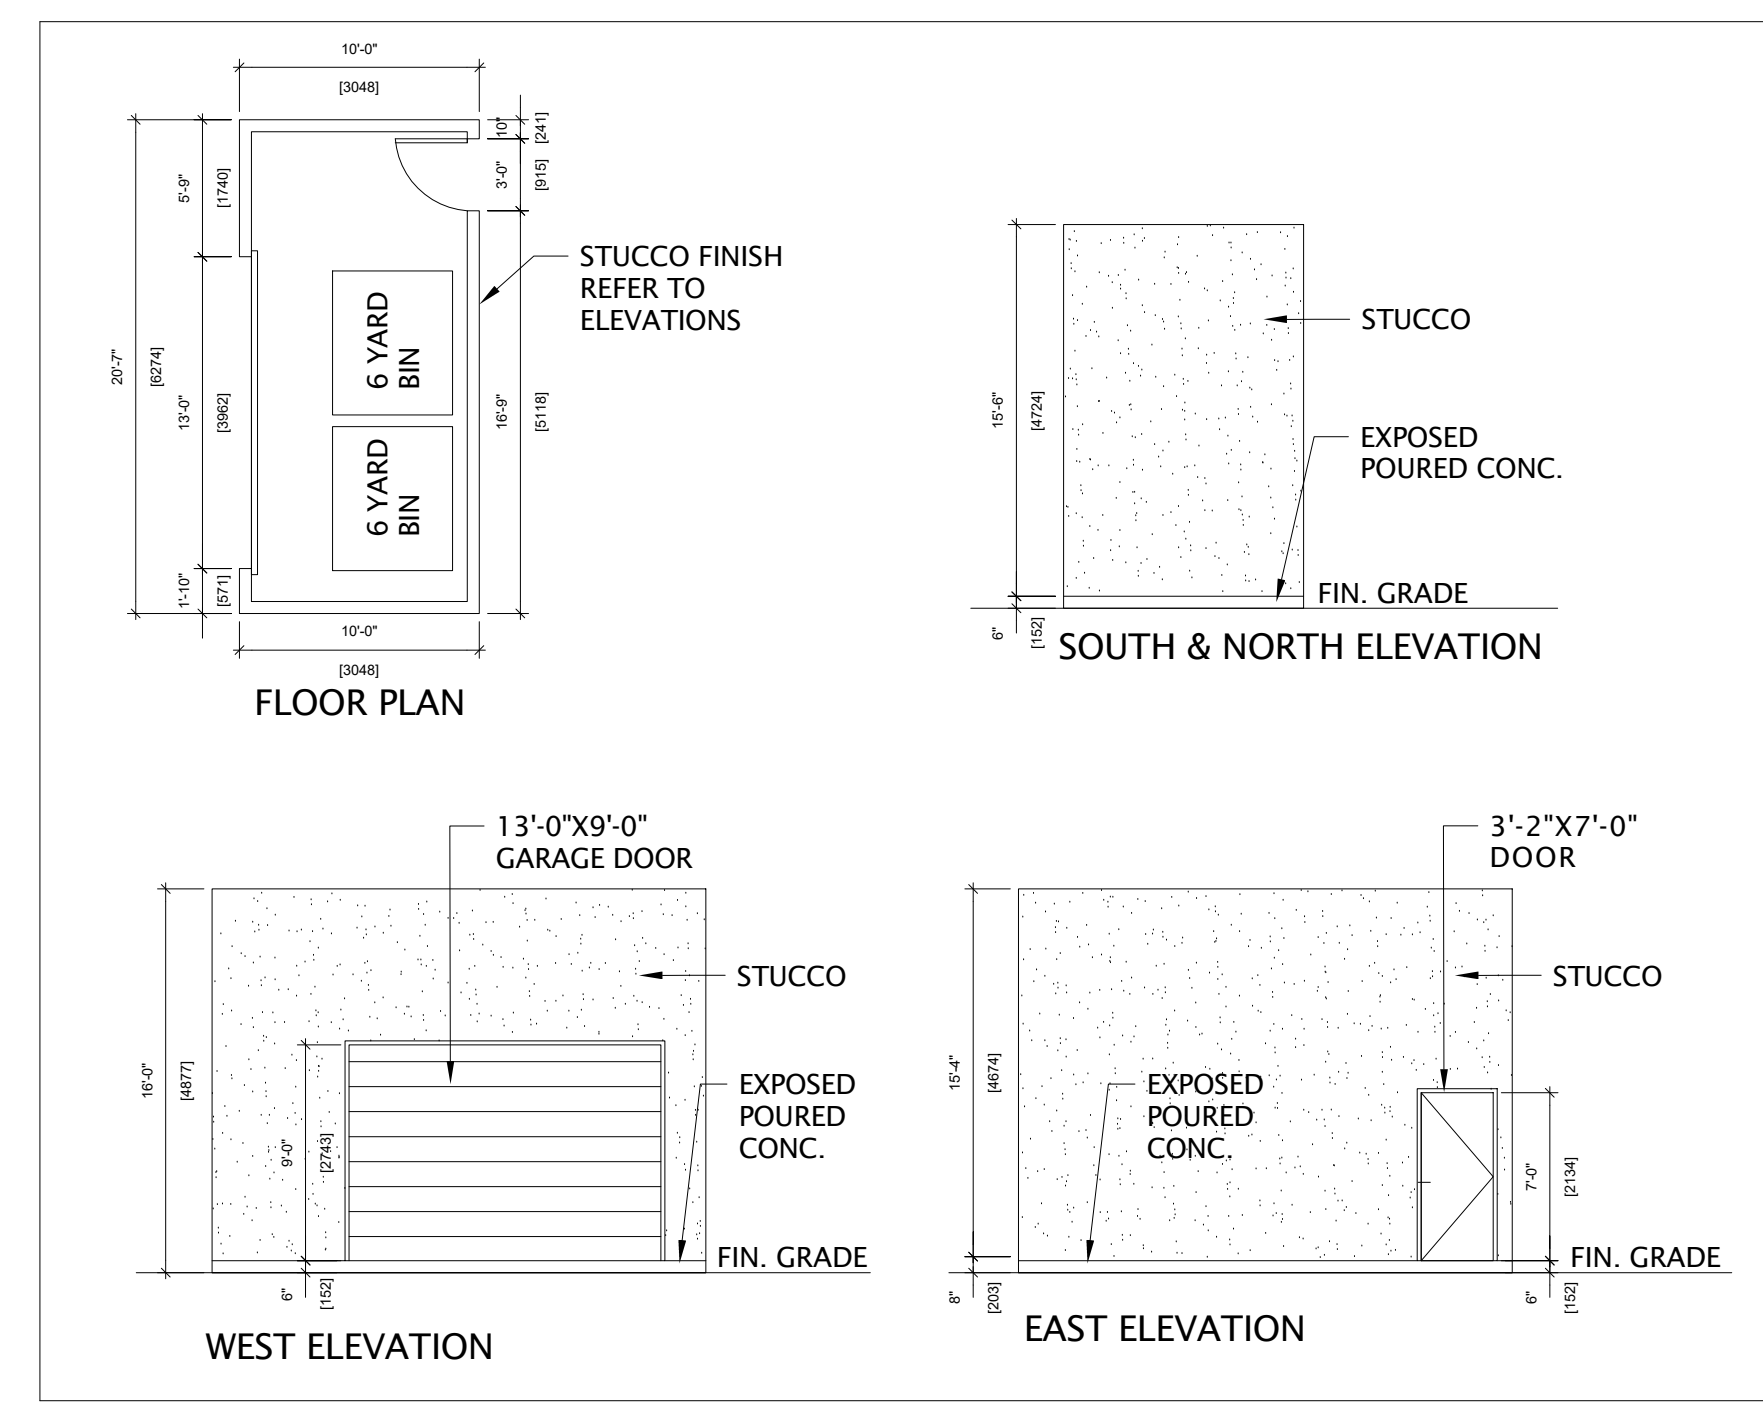 10'-0"
[3048]
10"
[241]
3'-0"
[915]
5'-9"
[1740]
20'-7"
[6274]
13'-0"
[3962]
16'-9"
[5118]
1'-10"
[571]
6 YARD
BIN
6 YARD
BIN
STUCCO FINISH
REFER TO
ELEVATIONS
10'-0"
[3048]
FLOOR PLAN
15'-6"
[4724]
STUCCO
EXPOSED
POURED CONC.
FIN. GRADE
6"
[152]
SOUTH & NORTH ELEVATION
13'-0"X9'-0"
GARAGE DOOR
STUCCO
16'-0"
[4877]
9'-0"
[2743]
EXPOSED
POURED
CONC.
FIN. GRADE
6"
[152]
WEST ELEVATION
3'-2"X7'-0"
DOOR
STUCCO
15'-4"
[4674]
EXPOSED
POURED
CONC.
7'-0"
[2134]
FIN. GRADE
8"
[203]
6"
[152]
EAST ELEVATION